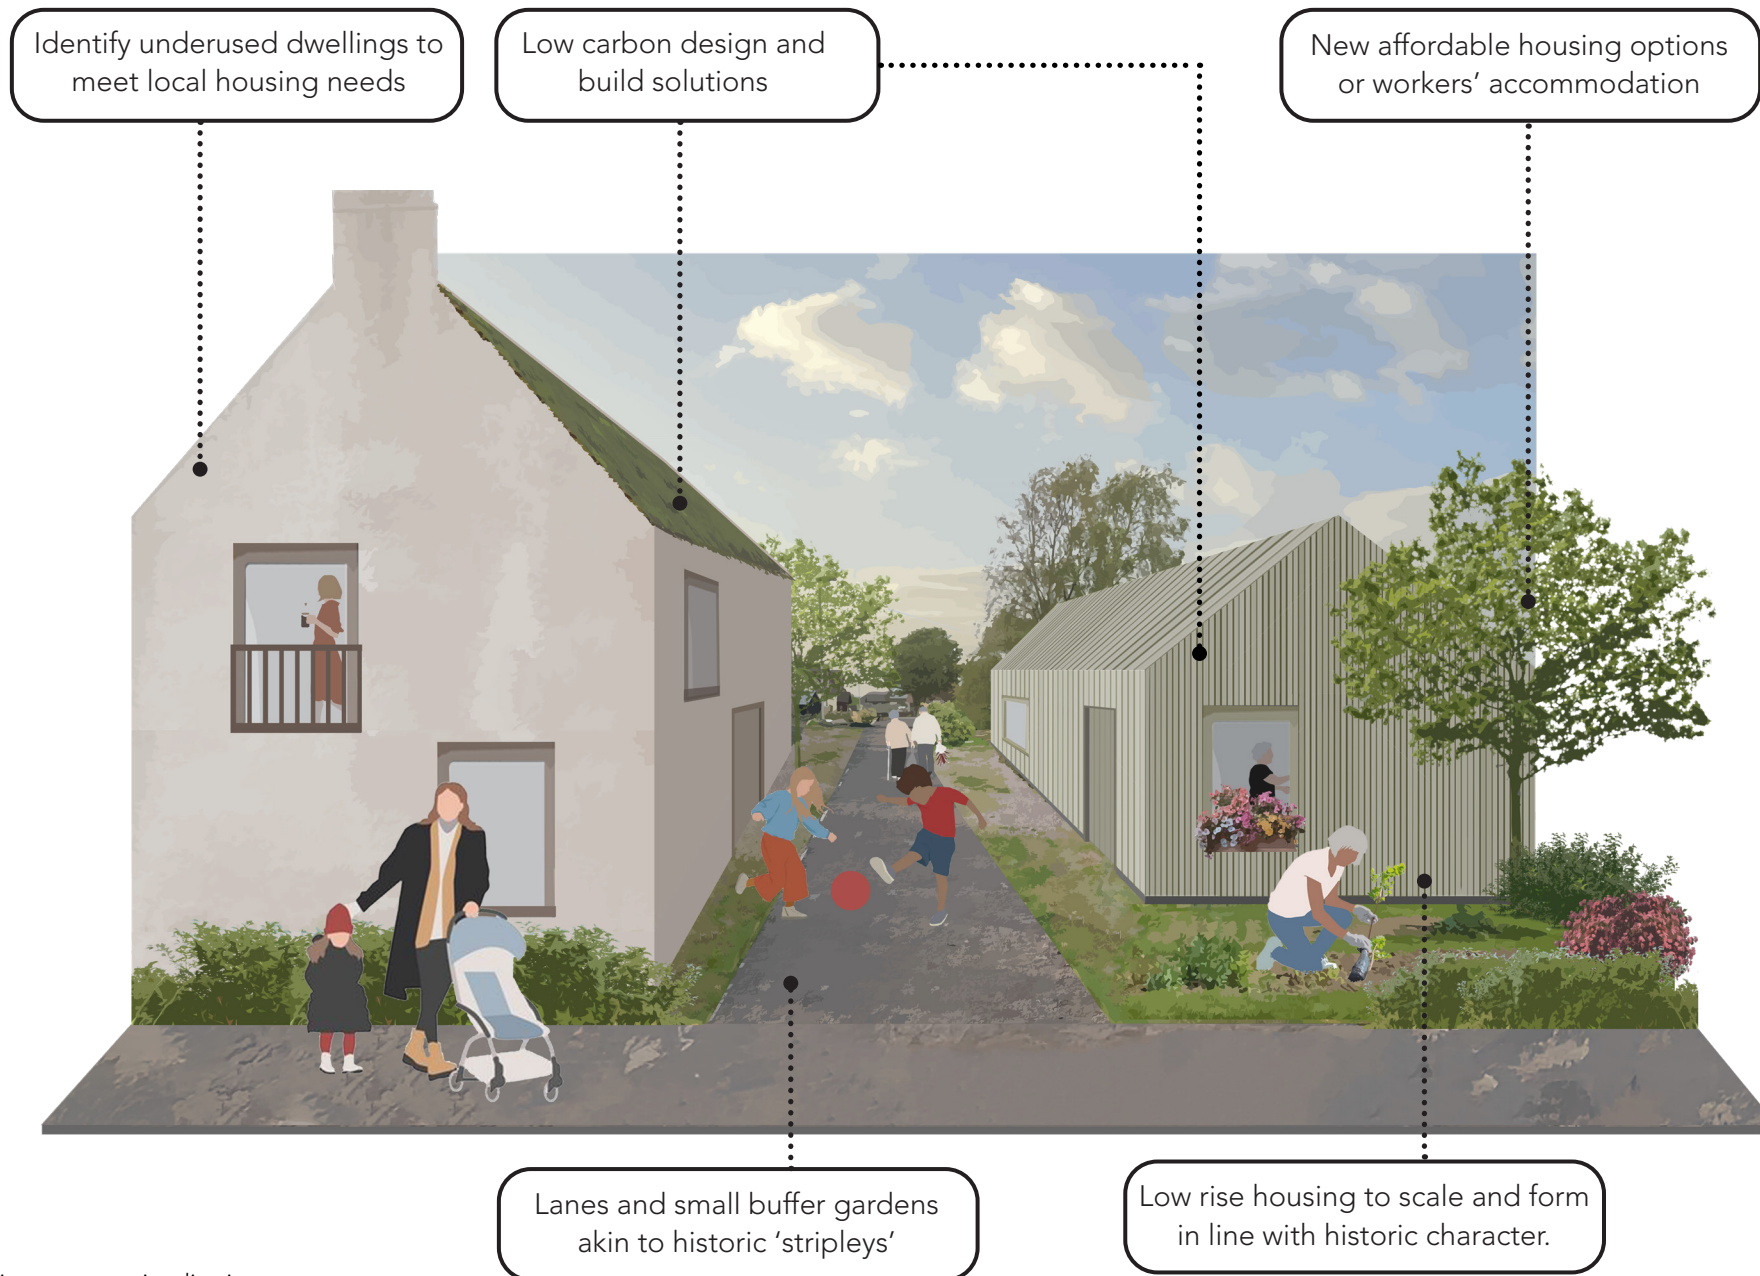 Identify underused dwellings to
meet local housing needs
Low carbon design and
build solutions
New affordable housing options
or workers’ accommodation
Lanes and small buffer gardens
akin to historic ‘stripleys’
Low rise housing to scale and form
in line with historic character.